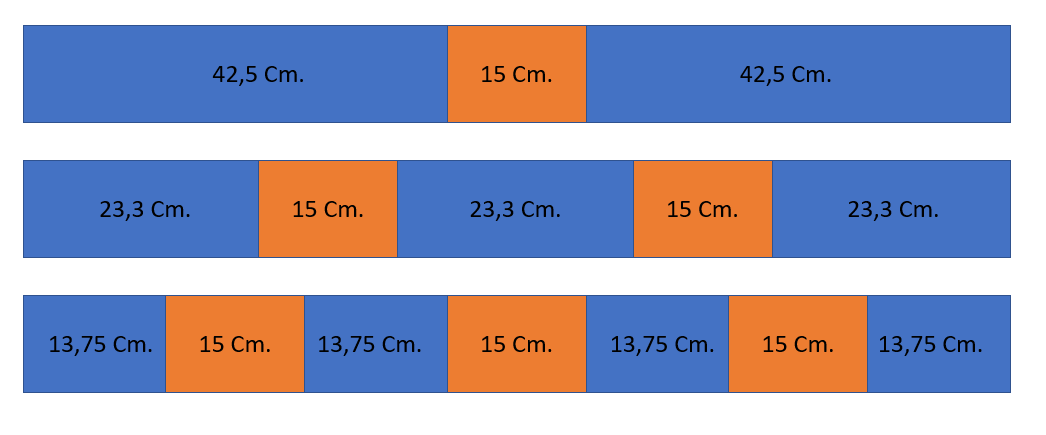 42,5 Cm. 15 Cm. 42,5 Cm.
23,3 Cm. 15 Cm. 23,3 Cm. 15 Cm. 23,3 Cm.
13,75 Cm. 15 Cm. 13,75 Cm. 15 Cm. 13,75 Cm. 15 Cm. 13,75 Cm.